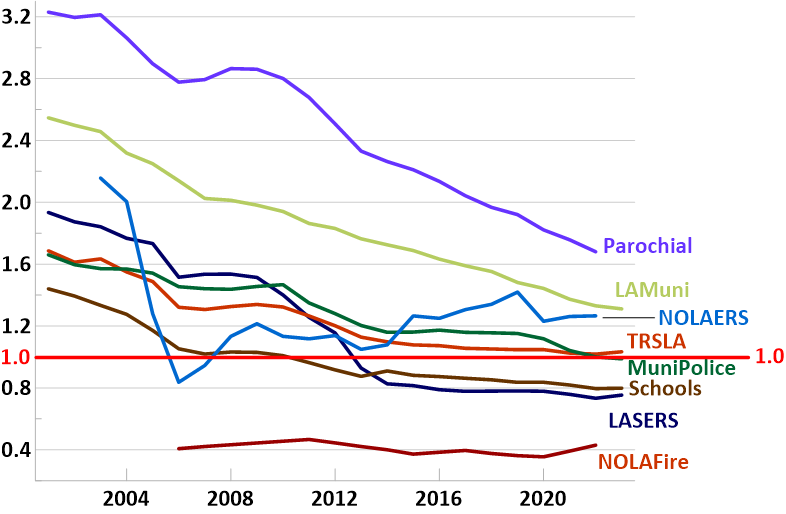 3.2
2.8
2.4
2.0
1.6
1.2
1.0
0.8
0.4
Parochial
LAMuni
NOLAERS
TRSLA
1.0
MuniPolice
Schools
LASERS
NOLAFire
2004 2008 2012 2016 2020